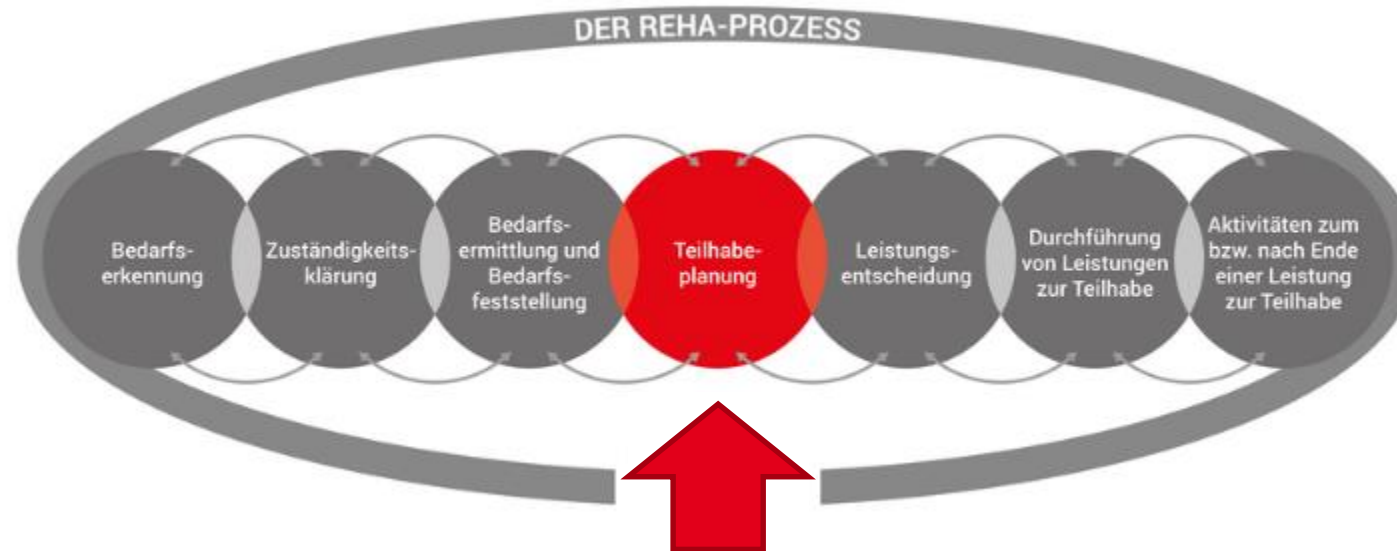 DER REHA-PROZESS
Bedarfs-
erkennung
Zuständigkeits-
klärung
Bedarfs-
ermittlung und
Bedarfs-
feststellung
Teilhabe-
planung
Leistungs-
entscheidung
Durchführung
von Leistungen
zur Teilhabe
Aktivitäten zum
bzw. nach Ende
einer Leistung
zur Teilhabe